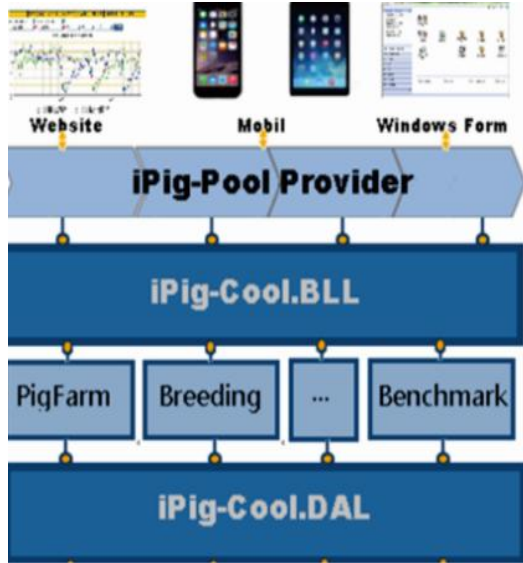 Website
Mobil
Windows Form
iPig-Pool Provider
iPig-Cool.BLL
PigFarm
Breeding
...
Benchmark
iPig-Cool.DAL